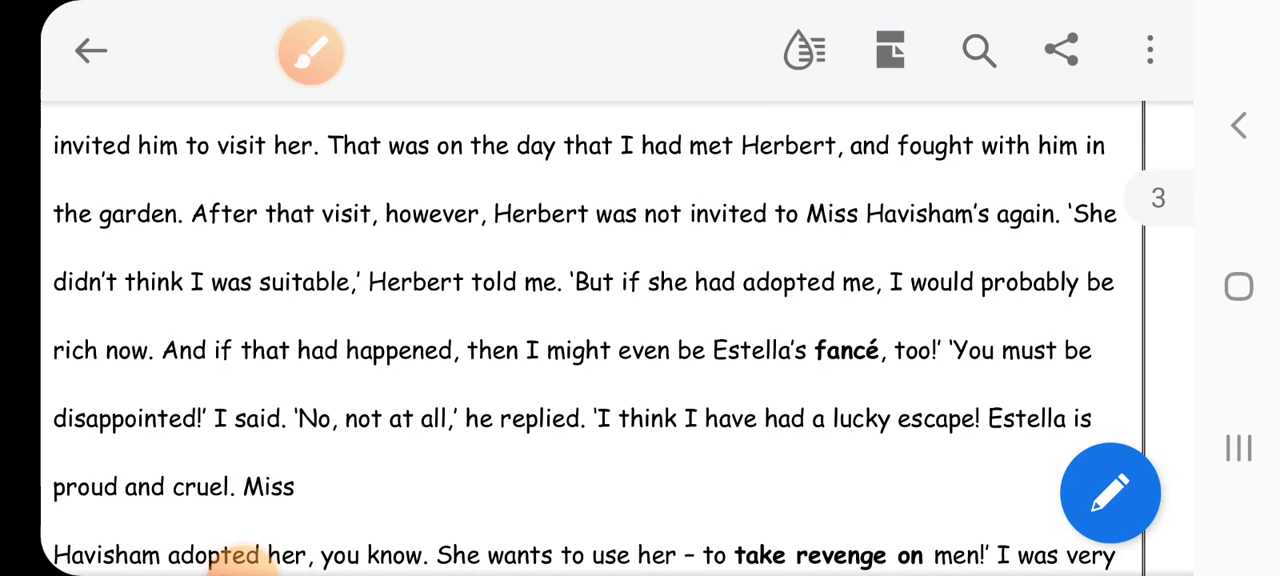 invited him to visit her. That was on the day that I had met Herbert, and fought with him in
3
the garden. After that visit, however, Herbert was not invited to Miss Havisham's again. 'She
didn't think I was suitable,' Herbert told me. 'But if she had adopted me, I would probably be
rich now. And if that had happened, then I might even be Estella's fancé, too!' 'You must be
disappointed!' I said. 'No, not at all,' he replied. 'I think I have had a lucky escape! Estella is
proud and cruel. Miss
Havisham adopted her, you know. She wants to use her – to take revenge on men!' I was very